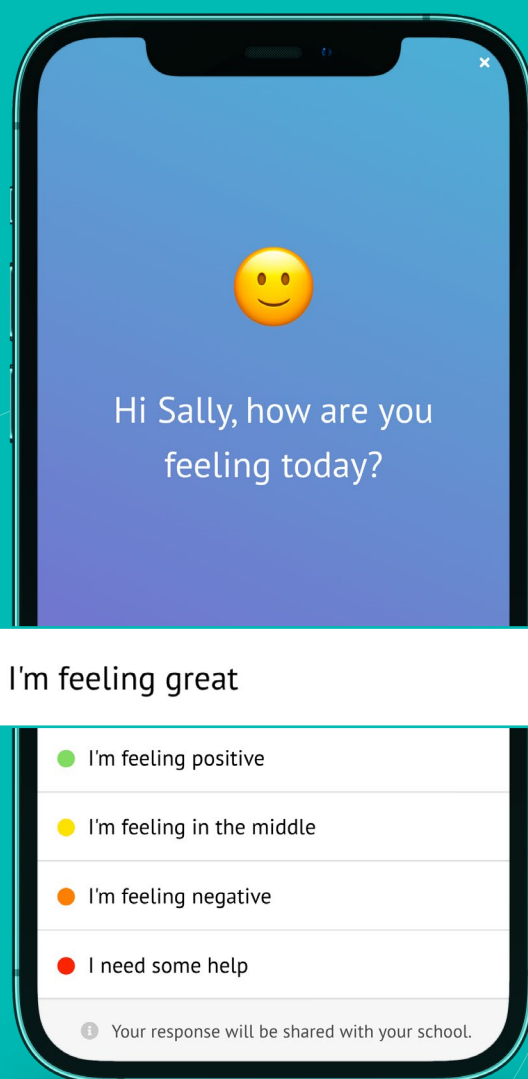 Hi Sally, how are you
feeling today?
I'm feeling great
I'm feeling positive
I'm feeling in the middle
I'm feeling negative
I need some help
Your response will be shared with your school.